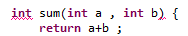 int sum(int a , int b) {
return a+b ;